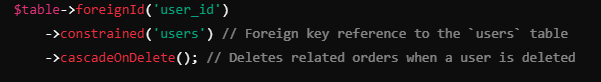 $table->foreignId('user_id')
->constrained('users') // Foreign key reference to the `users` table
->cascadeOnDelete(); // Deletes related orders when a user is deleted